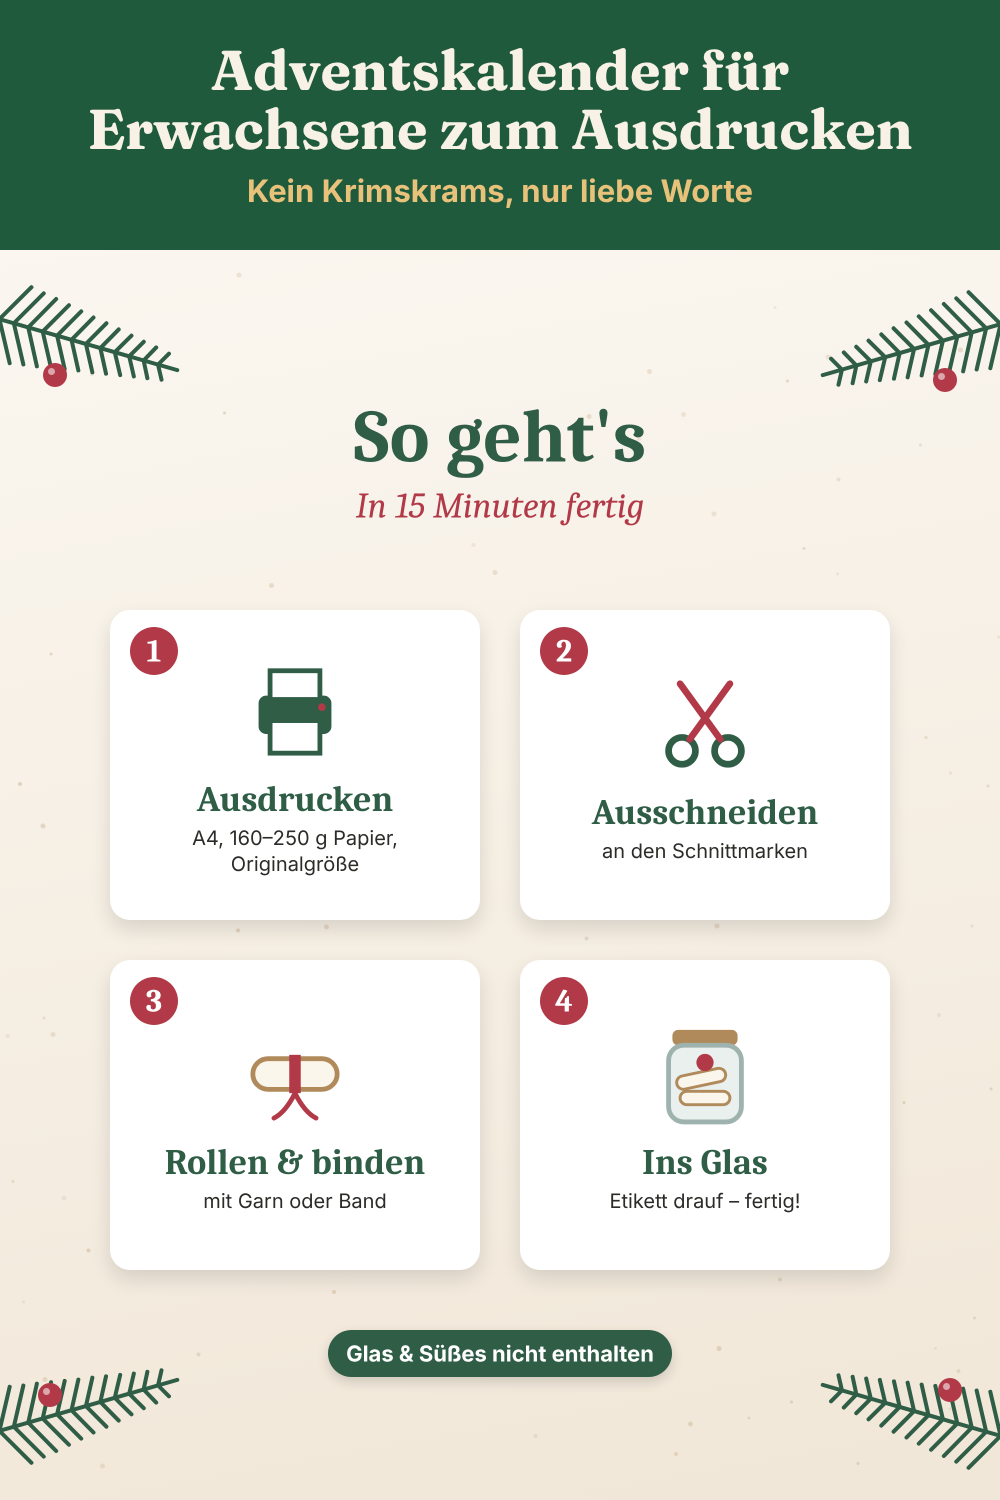 Adventskalender für
Erwachsene zum Ausdrucken
Kein Krimskrams, nur liebe Worte
So geht's
In 15 Minuten fertig
1
Ausdrucken
A4, 160–250 g Papier,
Originalgröße
2
Ausschneiden
an den Schnittmarken
3
Rollen & binden
mit Garn oder Band
4
Ins Glas
Etikett drauf – fertig!
Glas & Süßes nicht enthalten